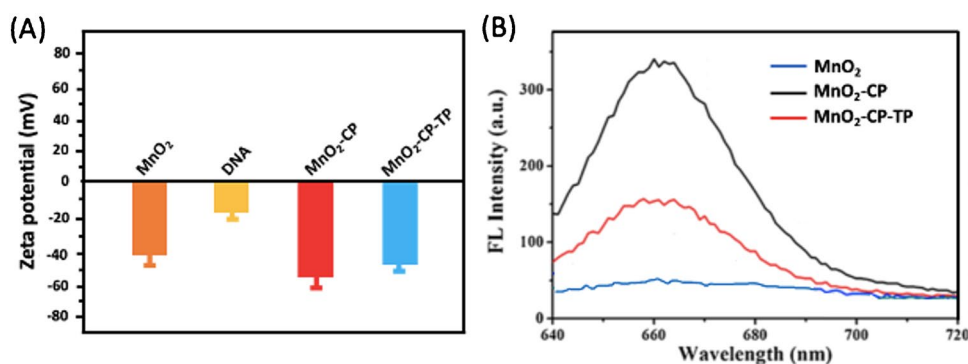 (A)
Zeta potential (mV)
80
60
40
20
0
-20
-40
-60
-80
MnO₂
DNA
MnO₂-CP
MnO₂-CP-TP
(B)
FL Intensity (a.u.)
300
200
100
0
MnO₂
MnO₂-CP
MnO₂-CP-TP
640 660 680 700 720
Wavelength (nm)